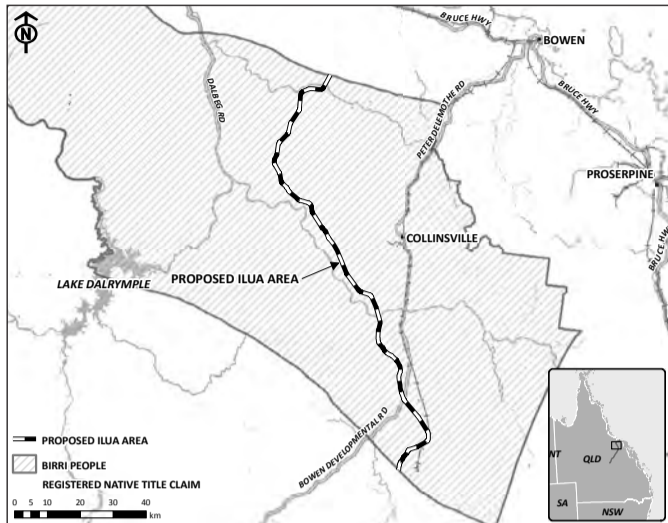 N
BRUCE HWY
BOWEN
DALBEG RD
PETER DELEMOTHE RD
BRUCE HWY
PROSERPINE
COLLINSVILLE
PROPOSED ILUA AREA
LAKE DALRYMPLE
BRUCE HWY
BOWEN DEVELOPMENTAL RD
PROPOSED ILUA AREA
BIRRI PEOPLE
REGISTERED NATIVE TITLE CLAIM
0 5 10 20 30 40
km
NT
QLD
SA
NSW